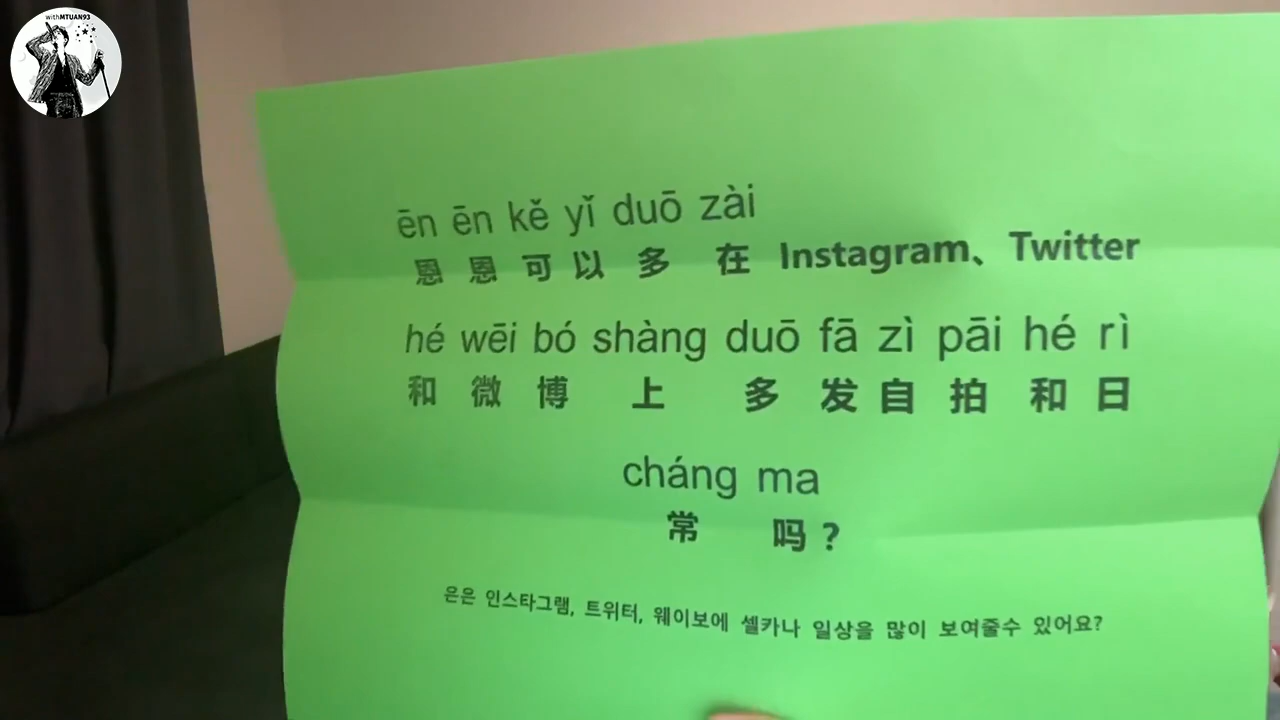 withMTUAN93
ēn ēn kě yǐ duō zài
恩 恩 可 以 多 在 Instagram、Twitter
hé wēi bó shàng duō fā zì pāi hé rì
和 微 博 上 多 发 自 拍 和 日
cháng ma
常 吗?
은은 인스타그램, 트위터, 웨이보에 셀카나 일상을 많이 보여줄수 있어요?